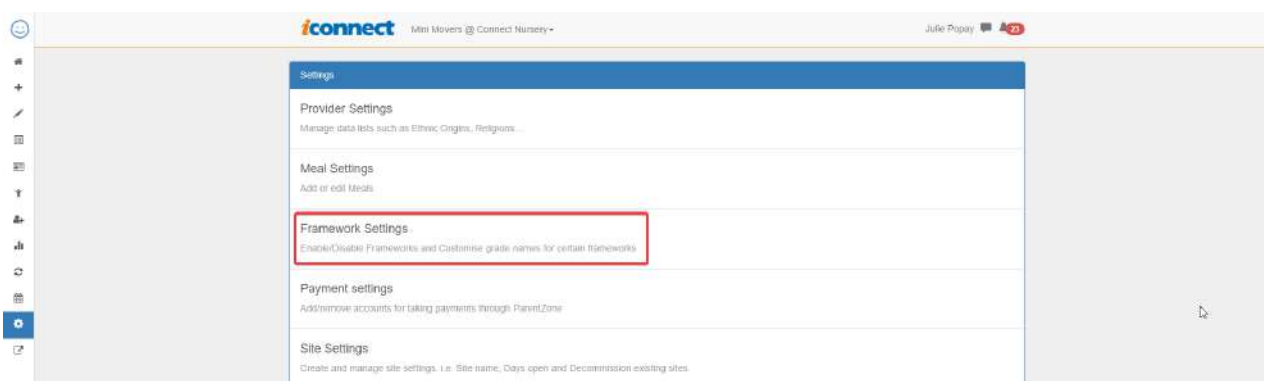 iconnect Mini Movers @ Connect Nursery Julie Popay 23
Settings
Provider Settings
Manage data lists such as Ethnic Origins, Religions...
Meal Settings
Add or edit Meals
Framework Settings
Enable/Disable Frameworks and Customise grade names for certain frameworks
Payment settings
Add/remove accounts for taking payments through ParentZone
Site Settings
Create and manage site settings. i.e. Site name, Days open and Decommission existing sites.